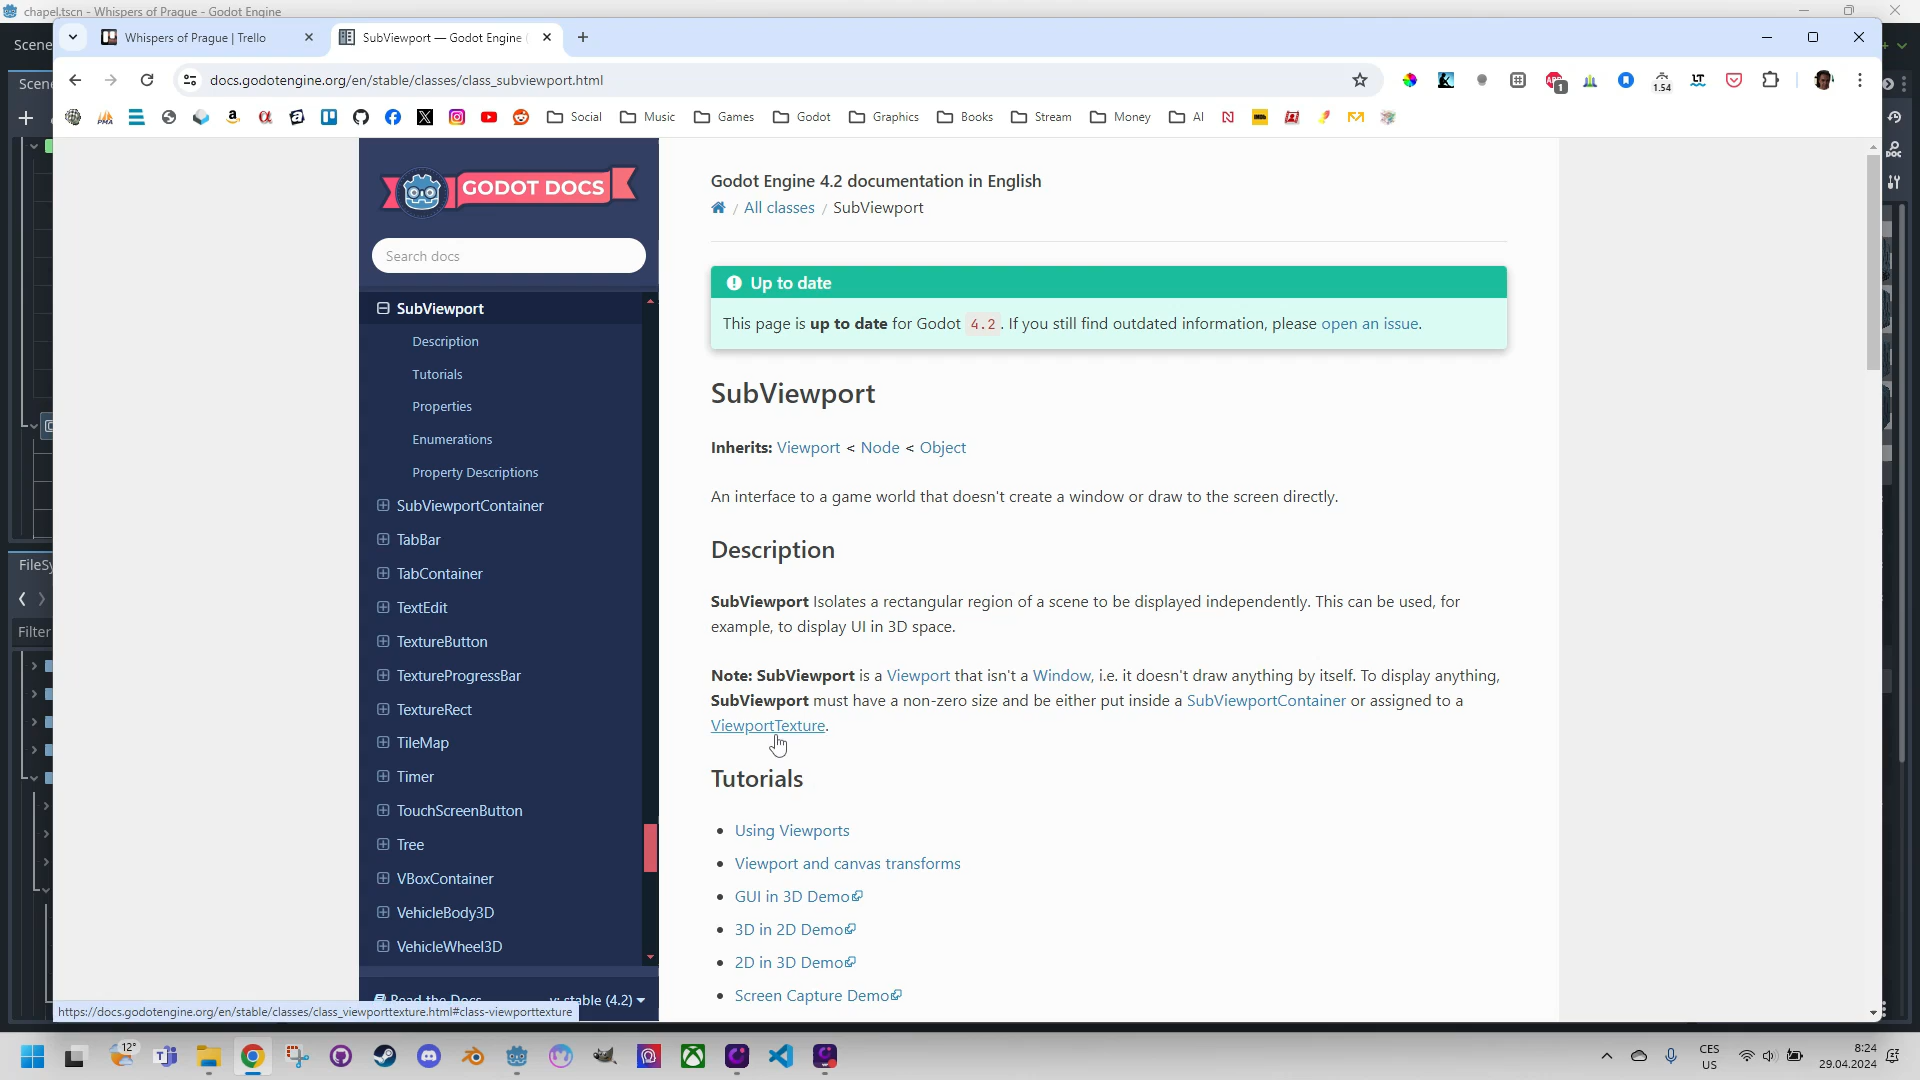 chapel.tscn - Whispers of Prague - Godot Engine
Whispers of Prague | Trello
SubViewport — Godot Engine (
docs.godotengine.org/en/stable/classes/class_subviewport.html
1
1.54
Social
Music
Games
Godot
Graphics
Books
Stream
Money
AI
Scene
Scene
FileSy
Filter
GODOT DOCS
Search docs
SubViewport
Description
Tutorials
Properties
Enumerations
Property Descriptions
SubViewportContainer
TabBar
TabContainer
TextEdit
TextureButton
TextureProgressBar
TextureRect
TileMap
Timer
TouchScreenButton
Tree
VBoxContainer
VehicleBody3D
VehicleWheel3D
Read the Docs
v: stable (4.2)
Godot Engine 4.2 documentation in English
/ All classes / SubViewport
Up to date
This page is up to date for Godot 4.2. If you still find outdated information, please open an issue.
SubViewport
Inherits: Viewport < Node < Object
An interface to a game world that doesn't create a window or draw to the screen directly.
Description
SubViewport Isolates a rectangular region of a scene to be displayed independently. This can be used, for
example, to display UI in 3D space.
Note: SubViewport is a Viewport that isn't a Window, i.e. it doesn't draw anything by itself. To display anything,
SubViewport must have a non-zero size and be either put inside a SubViewportContainer or assigned to a
ViewportTexture.
Tutorials
Using Viewports
Viewport and canvas transforms
GUI in 3D Demo
3D in 2D Demo
2D in 3D Demo
Screen Capture Demo
https://docs.godotengine.org/en/stable/classes/class_viewporttexture.html#class-viewporttexture
12°
CES
US
8:24
29.04.2024